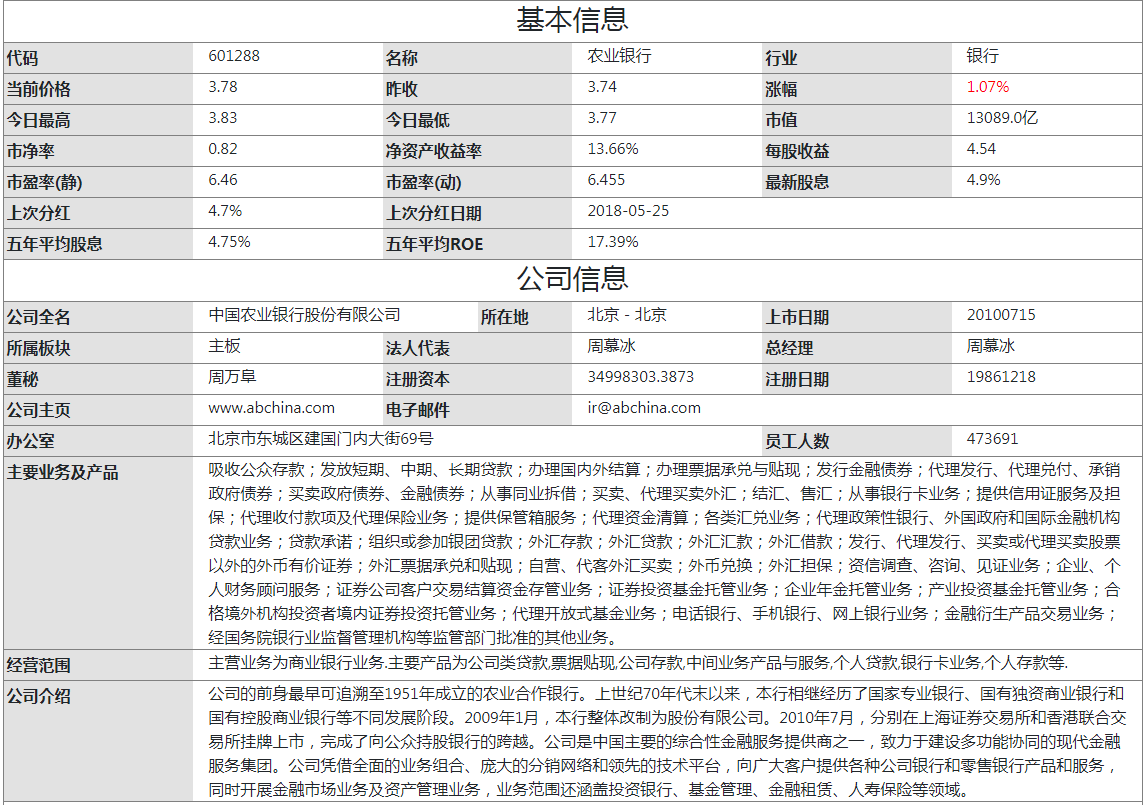 基本信息
代码 601288 名称 农业银行 行业 银行
当前价格 3.78 昨收 3.74 涨幅 1.07%
今日最高 3.83 今日最低 3.77 市值 13089.0亿
市净率 0.82 净资产收益率 13.66% 每股收益 4.54
市盈率(静) 6.46 市盈率(动) 6.455 最新股息 4.9%
上次分红 4.7% 上次分红日期 2018-05-25
五年平均股息 4.75% 五年平均ROE 17.39%
公司信息
公司全名 中国农业银行股份有限公司 所在地 北京 - 北京 上市日期 20100715
所属板块 主板 法人代表 周慕冰 总经理 周慕冰
董秘 周万阜 注册资本 34998303.3873 注册日期 19861218
公司主页 www.abchina.com 电子邮件 ir@abchina.com
办公室 北京市东城区建国门内大街69号 员工人数 473691
主要业务及产品 吸收公众存款；发放短期、中期、长期贷款；办理国内外结算；办理票据承兑与贴现；发行金融债券；代理发行、代理兑付、承销
政府债券；买卖政府债券、金融债券；从事同业拆借；买卖、代理买卖外汇；结汇、售汇；从事银行卡业务；提供信用证服务及担
保；代理收付款项及代理保险业务；提供保管箱服务；代理资金清算；各类汇兑业务；代理政策性银行、外国政府和国际金融机构
贷款业务；贷款承诺；组织或参加银团贷款；外汇存款；外汇贷款；外汇汇款；外汇借款；发行、代理发行、买卖或代理买卖股票
以外的外币有价证券；外汇票据承兑和贴现；自营、代客外汇买卖；外币兑换；外汇担保；资信调查、咨询、见证业务；企业、个
人财务顾问服务；证券公司客户交易结算资金存管业务；证券投资基金托管业务；企业年金托管业务；产业投资基金托管业务；合
格境外机构投资者境内证券投资托管业务；代理开放式基金业务；电话银行、手机银行、网上银行业务；金融衍生产品交易业务；
经国务院银行业监督管理机构等监管部门批准的其他业务。
经营范围 主营业务为商业银行业务.主要产品为公司类贷款,票据贴现,公司存款,中间业务产品与服务,个人贷款,银行卡业务,个人存款等.
公司介绍 公司的前身最早可追溯至1951年成立的农业合作银行。上世纪70年代末以来，本行相继经历了国家专业银行、国有独资商业银行和
国有控股商业银行等不同发展阶段。2009年1月，本行整体改制为股份有限公司。2010年7月，分别在上海证券交易所和香港联合交
易所挂牌上市，完成了向公众持股银行的跨越。公司是中国主要的综合性金融服务提供商之一，致力于建设多功能协同的现代金融
服务集团。公司凭借全面的业务组合、庞大的分销网络和领先的技术平台，向广大客户提供各种公司银行和零售银行产品和服务，
同时开展金融市场业务及资产管理业务，业务范围还涵盖投资银行、基金管理、金融租赁、人寿保险等领域。